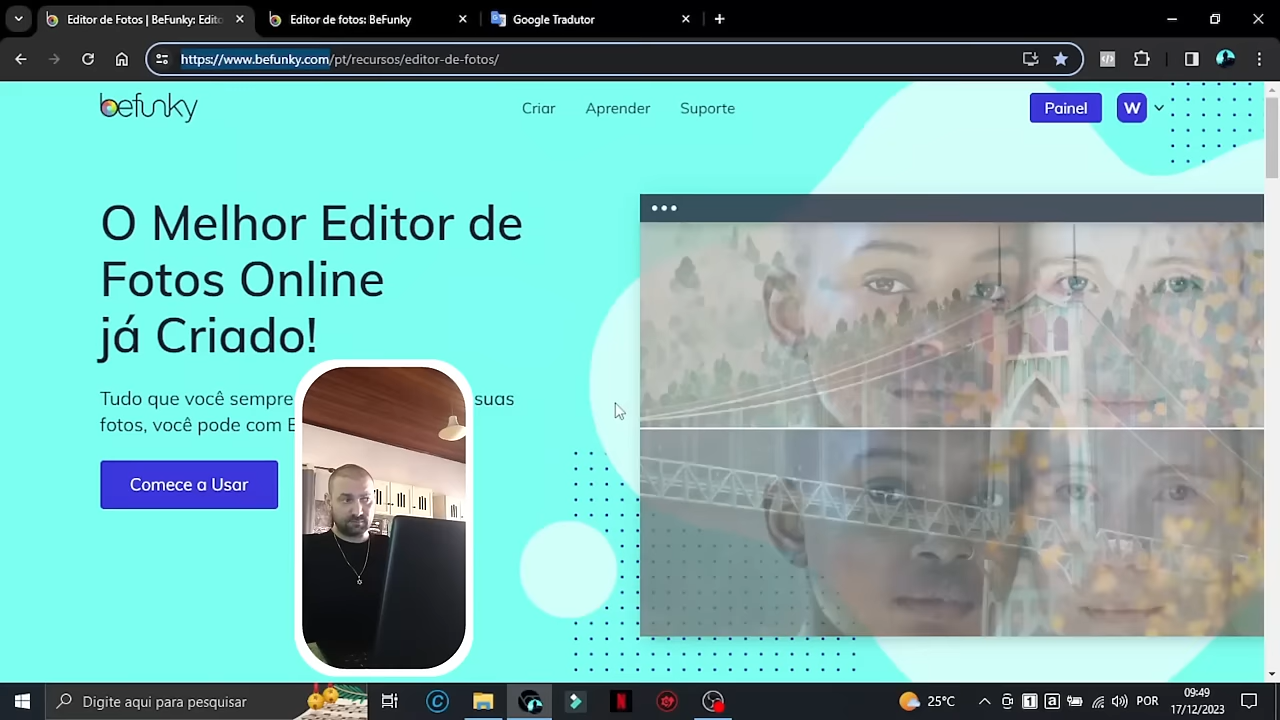 Editor de Fotos | BeFunky: Edito
Editor de fotos: BeFunky
Google Tradutor
https://www.befunky.com/pt/recursos/editor-de-fotos/
befunky
Criar
Aprender
Suporte
Painel
W
O Melhor Editor de
Fotos Online
já Criado!
Tudo que você sempre
suas
fotos, você pode com
Comece a Usar
Digite aqui para pesquisar
25°C
POR
09:49
17/12/2023